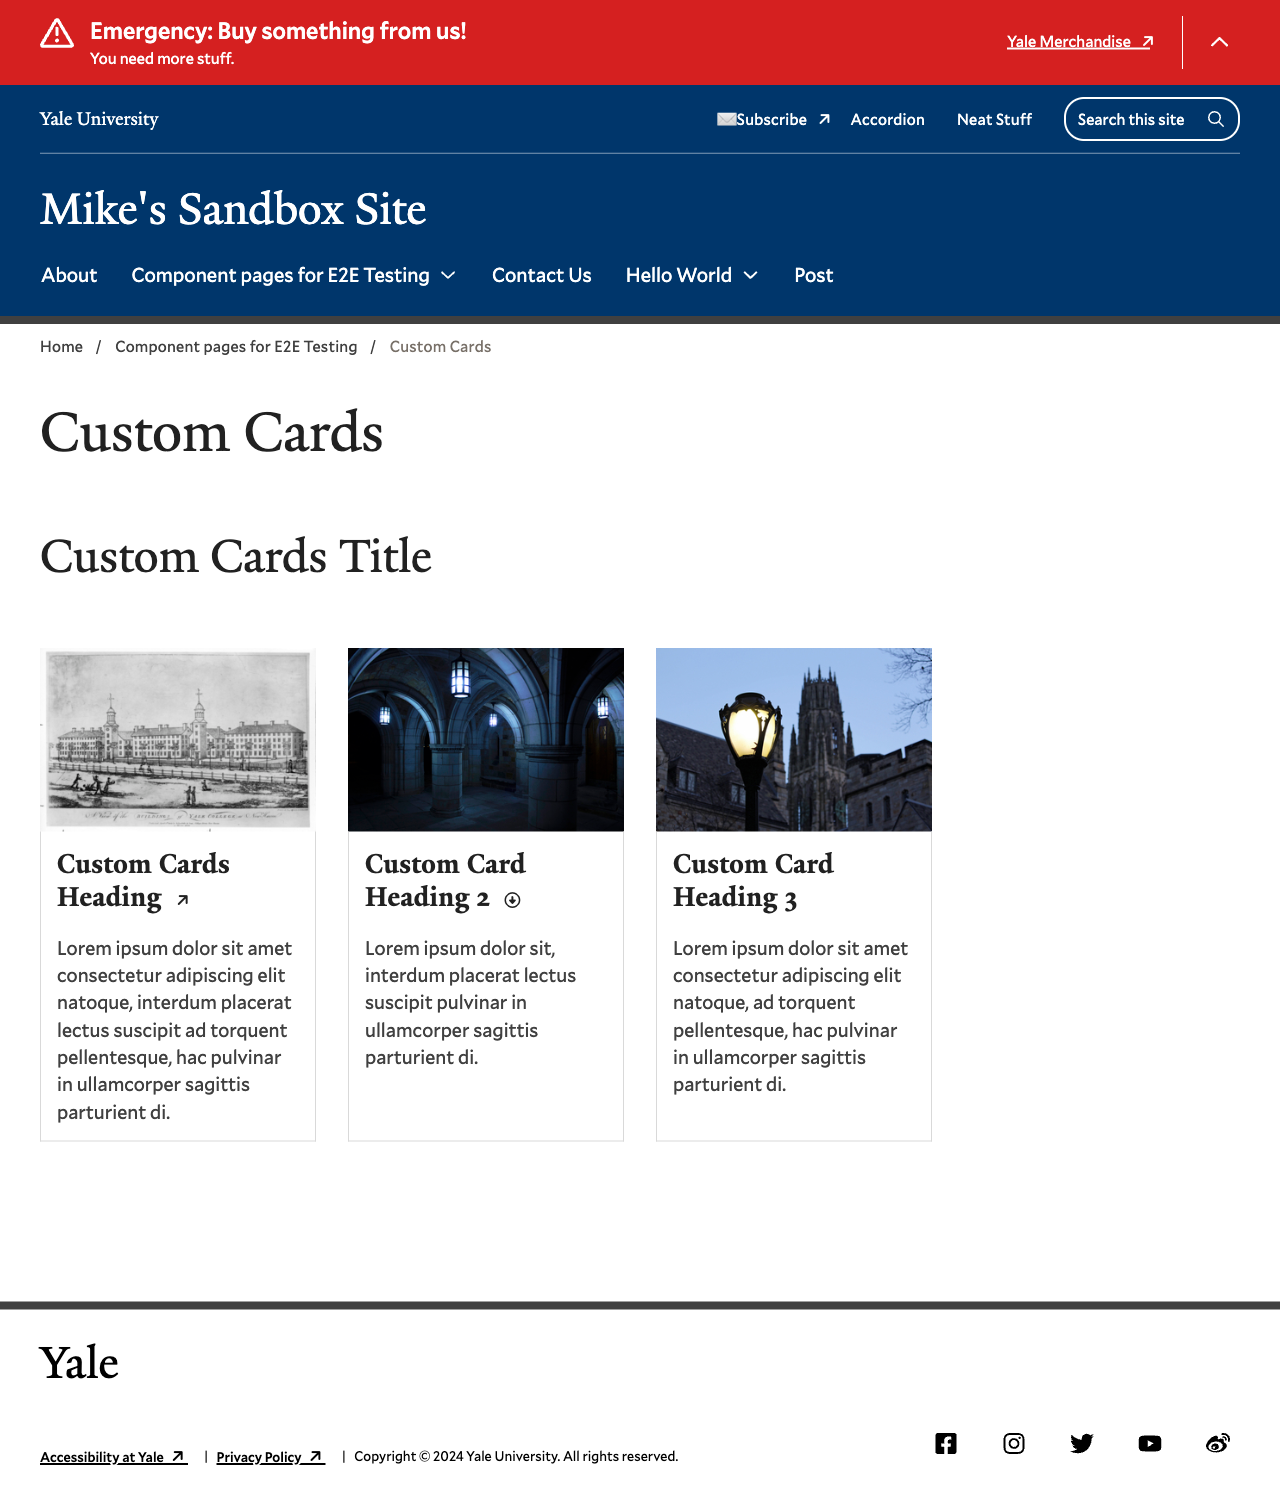 Emergency: Buy something from us!
You need more stuff.
Yale Merchandise
Yale University
Subscribe
Accordion
Neat Stuff
Search this site
Mike's Sandbox Site
About
Component pages for E2E Testing
Contact Us
Hello World
Post
Home / Component pages for E2E Testing / Custom Cards
Custom Cards
Custom Cards Title
Custom Cards
Heading
Lorem ipsum dolor sit amet
consectetur adipiscing elit
natoque, interdum placerat
lectus suscipit ad torquent
pellentesque, hac pulvinar
in ullamcorper sagittis
parturient di.
Custom Card
Heading 2
Lorem ipsum dolor sit,
interdum placerat lectus
suscipit pulvinar in
ullamcorper sagittis
parturient di.
Custom Card
Heading 3
Lorem ipsum dolor sit amet
consectetur adipiscing elit
natoque, ad torquent
pellentesque, hac pulvinar
in ullamcorper sagittis
parturient di.
Yale
Accessibility at Yale | Privacy Policy | Copyright © 2024 Yale University. All rights reserved.